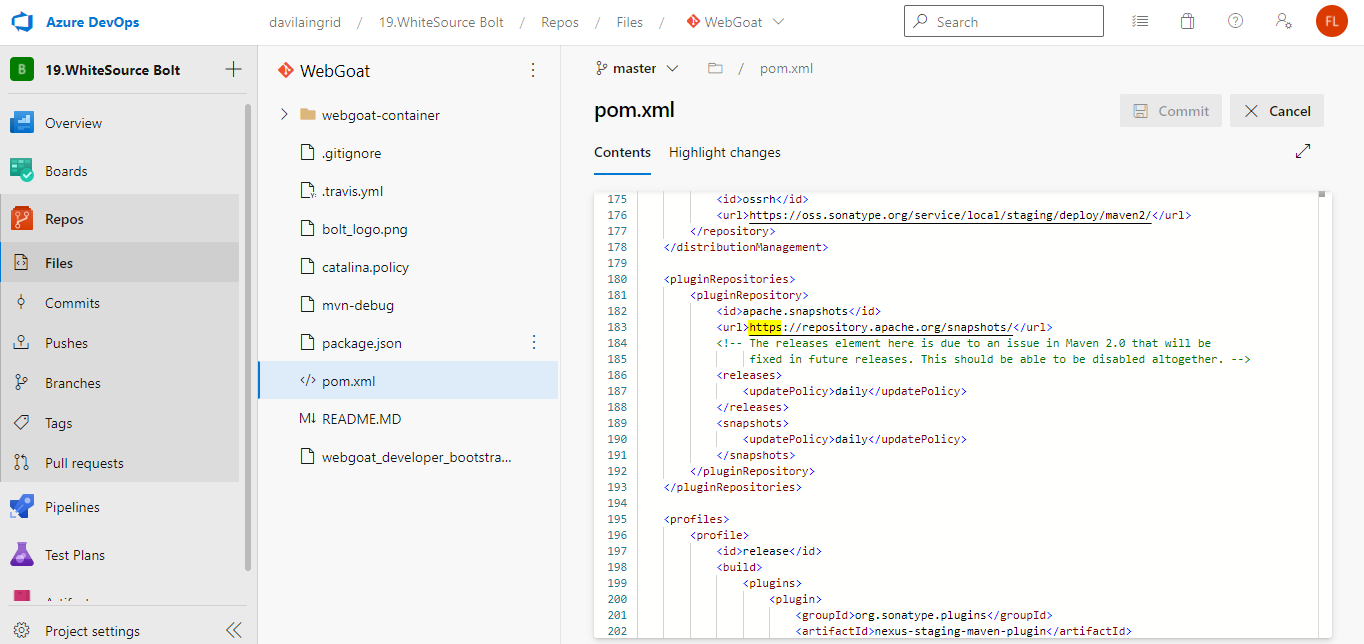 Azure DevOps
davilaingrid / 19.WhiteSource Bolt / Repos / Files / WebGoat
Search
FL
B 19.WhiteSource Bolt
Overview
Boards
Repos
Files
Commits
Pushes
Branches
Tags
Pull requests
Pipelines
Test Plans
Project settings
WebGoat
webgoat-container
.gitignore
.travis.yml
bolt_logo.png
catalina.policy
mvn-debug
package.json
</> pom.xml
M↓ README.MD
webgoat_developer_bootstra...
master / pom.xml
pom.xml
Commit
Cancel
Contents
Highlight changes
175 <id>ossrh</id>
176 <url>https://oss.sonatype.org/service/local/staging/deploy/maven2/</url>
177 </repository>
178 </distributionManagement>
179
180 <pluginRepositories>
181 <pluginRepository>
182 <id>apache.snapshots</id>
183 <url>https://repository.apache.org/snapshots/</url>
184 <!-- The releases element here is due to an issue in Maven 2.0 that will be
185 fixed in future releases. This should be able to be disabled altogether. -->
186 <releases>
187 <updatePolicy>daily</updatePolicy>
188 </releases>
189 <snapshots>
190 <updatePolicy>daily</updatePolicy>
191 </snapshots>
192 </pluginRepository>
193 </pluginRepositories>
194
195 <profiles>
196 <profile>
197 <id>release</id>
198 <build>
199 <plugins>
200 <plugin>
201 <groupId>org.sonatype.plugins</groupId>
202 <artifactId>nexus-staging-maven-plugin</artifactId>